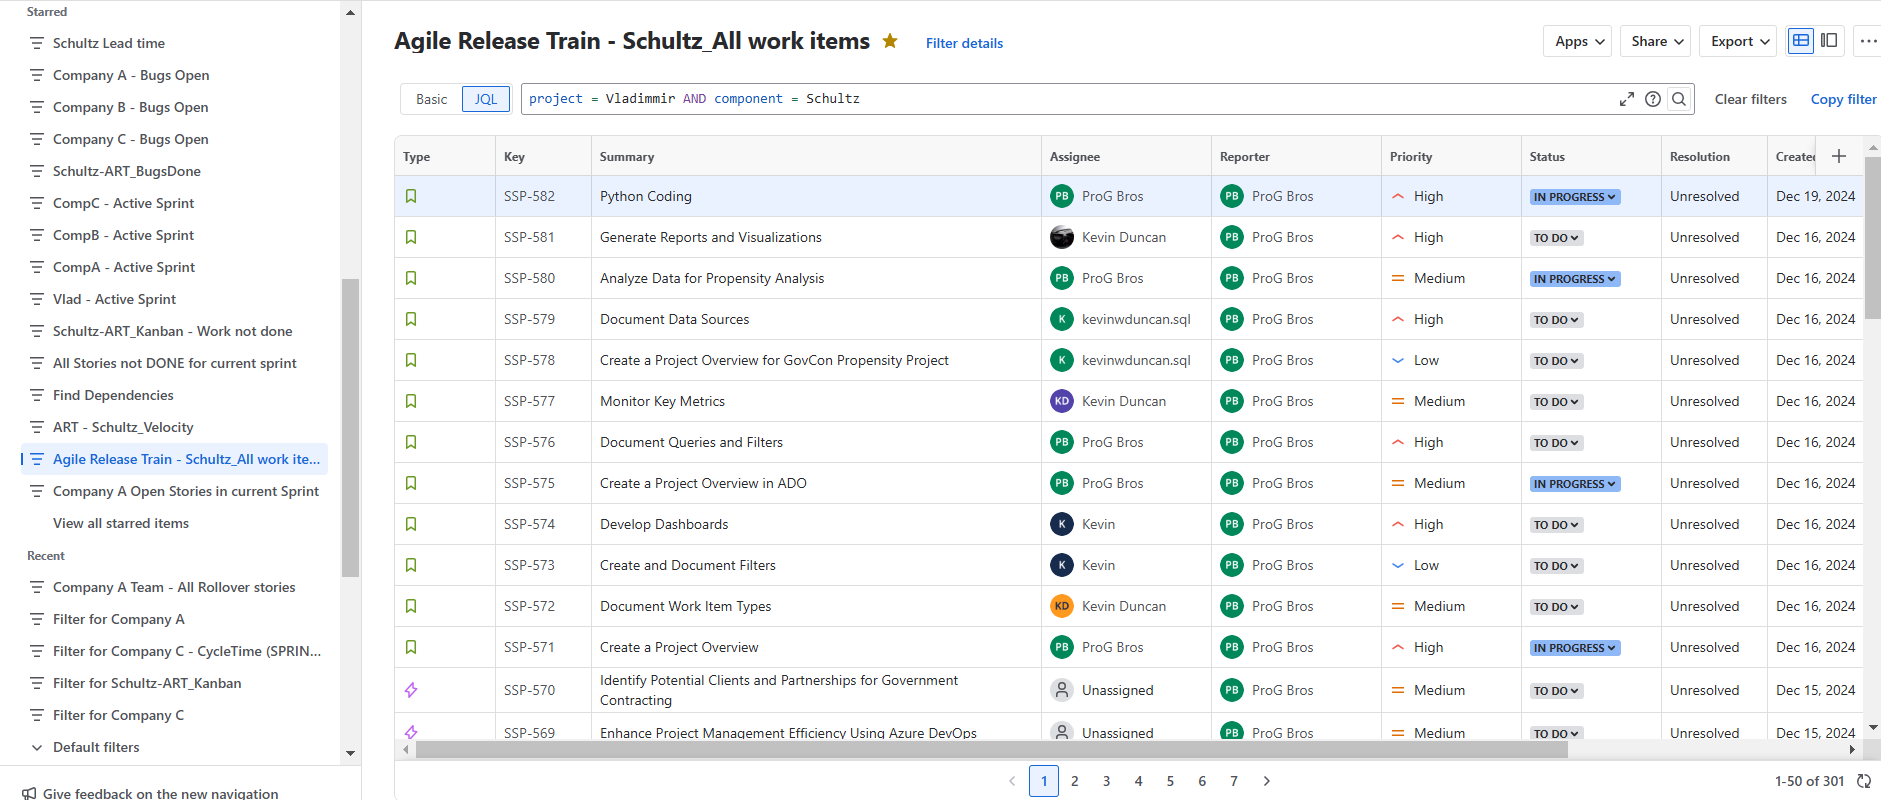 Starred
Schultz Lead time
Company A - Bugs Open
Company B - Bugs Open
Company C - Bugs Open
Schultz-ART_BugsDone
CompC - Active Sprint
CompB - Active Sprint
CompA - Active Sprint
Vlad - Active Sprint
Schultz-ART_Kanban - Work not done
All Stories not DONE for current sprint
Find Dependencies
ART - Schultz_Velocity
Agile Release Train - Schultz_All work ite...
Company A Open Stories in current Sprint
View all starred items
Recent
Company A Team - All Rollover stories
Filter for Company A
Filter for Company C - CycleTime (SPRIN...
Filter for Schultz-ART_Kanban
Filter for Company C
Default filters
Give feedback on the new navigation
Agile Release Train - Schultz_All work items Filter details
Apps Share Export
Basic JQL project = Vladimmir AND component = Schultz Clear filters Copy filter
Type Key Summary Assignee Reporter Priority Status Resolution Created
SSP-582 Python Coding PB ProG Bros PB ProG Bros High IN PROGRESS Unresolved Dec 19, 2024
SSP-581 Generate Reports and Visualizations Kevin Duncan PB ProG Bros High TO DO Unresolved Dec 16, 2024
SSP-580 Analyze Data for Propensity Analysis PB ProG Bros PB ProG Bros Medium IN PROGRESS Unresolved Dec 16, 2024
SSP-579 Document Data Sources K kevinwduncan.sql PB ProG Bros High TO DO Unresolved Dec 16, 2024
SSP-578 Create a Project Overview for GovCon Propensity Project K kevinwduncan.sql PB ProG Bros Low TO DO Unresolved Dec 16, 2024
SSP-577 Monitor Key Metrics KD Kevin Duncan PB ProG Bros Medium TO DO Unresolved Dec 16, 2024
SSP-576 Document Queries and Filters PB ProG Bros PB ProG Bros High TO DO Unresolved Dec 16, 2024
SSP-575 Create a Project Overview in ADO PB ProG Bros PB ProG Bros Medium IN PROGRESS Unresolved Dec 16, 2024
SSP-574 Develop Dashboards K Kevin PB ProG Bros High TO DO Unresolved Dec 16, 2024
SSP-573 Create and Document Filters K Kevin PB ProG Bros Low TO DO Unresolved Dec 16, 2024
SSP-572 Document Work Item Types KD Kevin Duncan PB ProG Bros Medium TO DO Unresolved Dec 16, 2024
SSP-571 Create a Project Overview PB ProG Bros PB ProG Bros High IN PROGRESS Unresolved Dec 16, 2024
SSP-570 Identify Potential Clients and Partnerships for Government
Contracting Unassigned PB ProG Bros Medium TO DO Unresolved Dec 15, 2024
SSP-569 Enhance Project Management Efficiency Using Azure DevOps Unassigned PB ProG Bros Medium TO DO Unresolved Dec 15, 2024
1 2 3 4 5 6 7
1-50 of 301